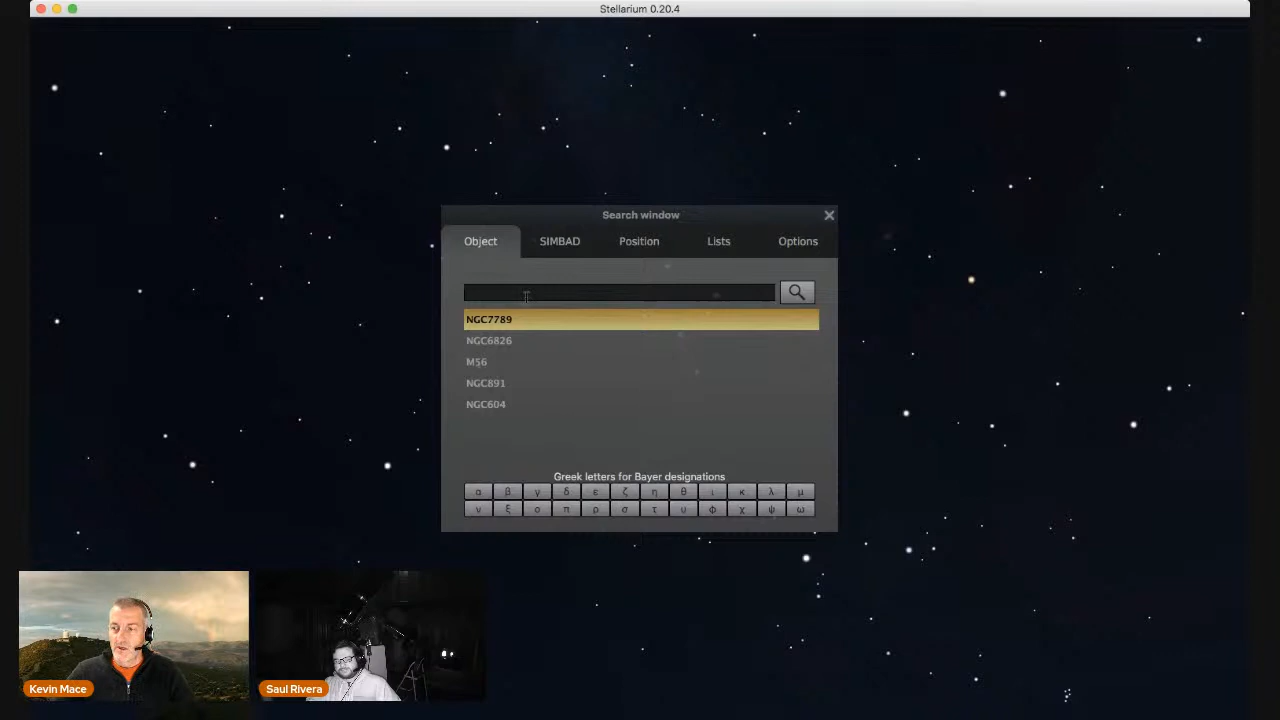 Stellarium 0.20.4
Search window
Object SIMBAD Position Lists Options
NGC7789
NGC6826
M56
NGC891
NGC604
Greek letters for Bayer designations
α β γ δ ε ζ η θ ι κ λ μ
ν ξ ο π ρ σ τ υ φ χ ψ ω
Kevin Mace
Saul Rivera